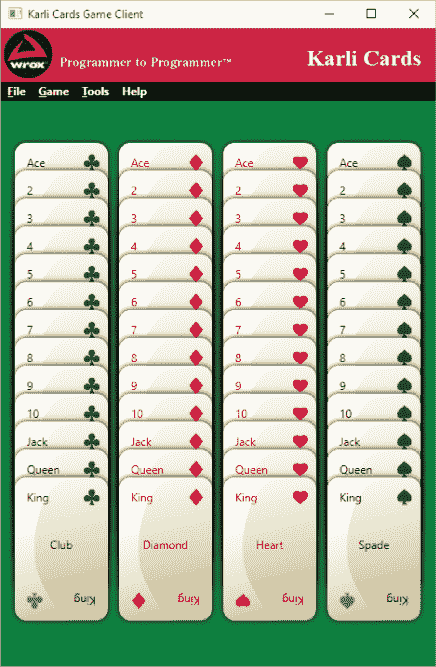 Karli Cards Game Client
wrox
Programmer to Programmer™
Karli Cards
File Game Tools Help
Ace Ace Ace Ace
2 2 2 2
3 3 3 3
4 4 4 4
5 5 5 5
6 6 6 6
7 7 7 7
8 8 8 8
9 9 9 9
10 10 10 10
Jack Jack Jack Jack
Queen Queen Queen Queen
King King King King
Club Diamond Heart Spade
King King King King